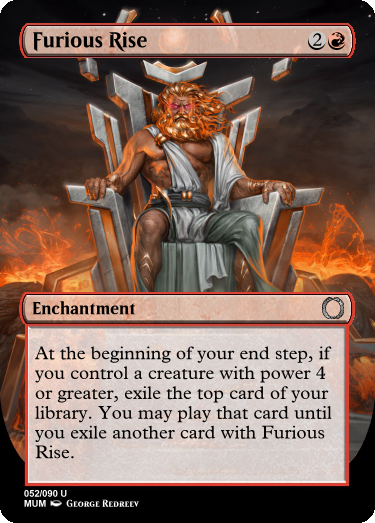 Furious Rise 2
Enchantment
At the beginning of your end step, if
you control a creature with power 4
or greater, exile the top card of your
library. You may play that card until
you exile another card with Furious
Rise.
052/090 U
MUM George Redreev